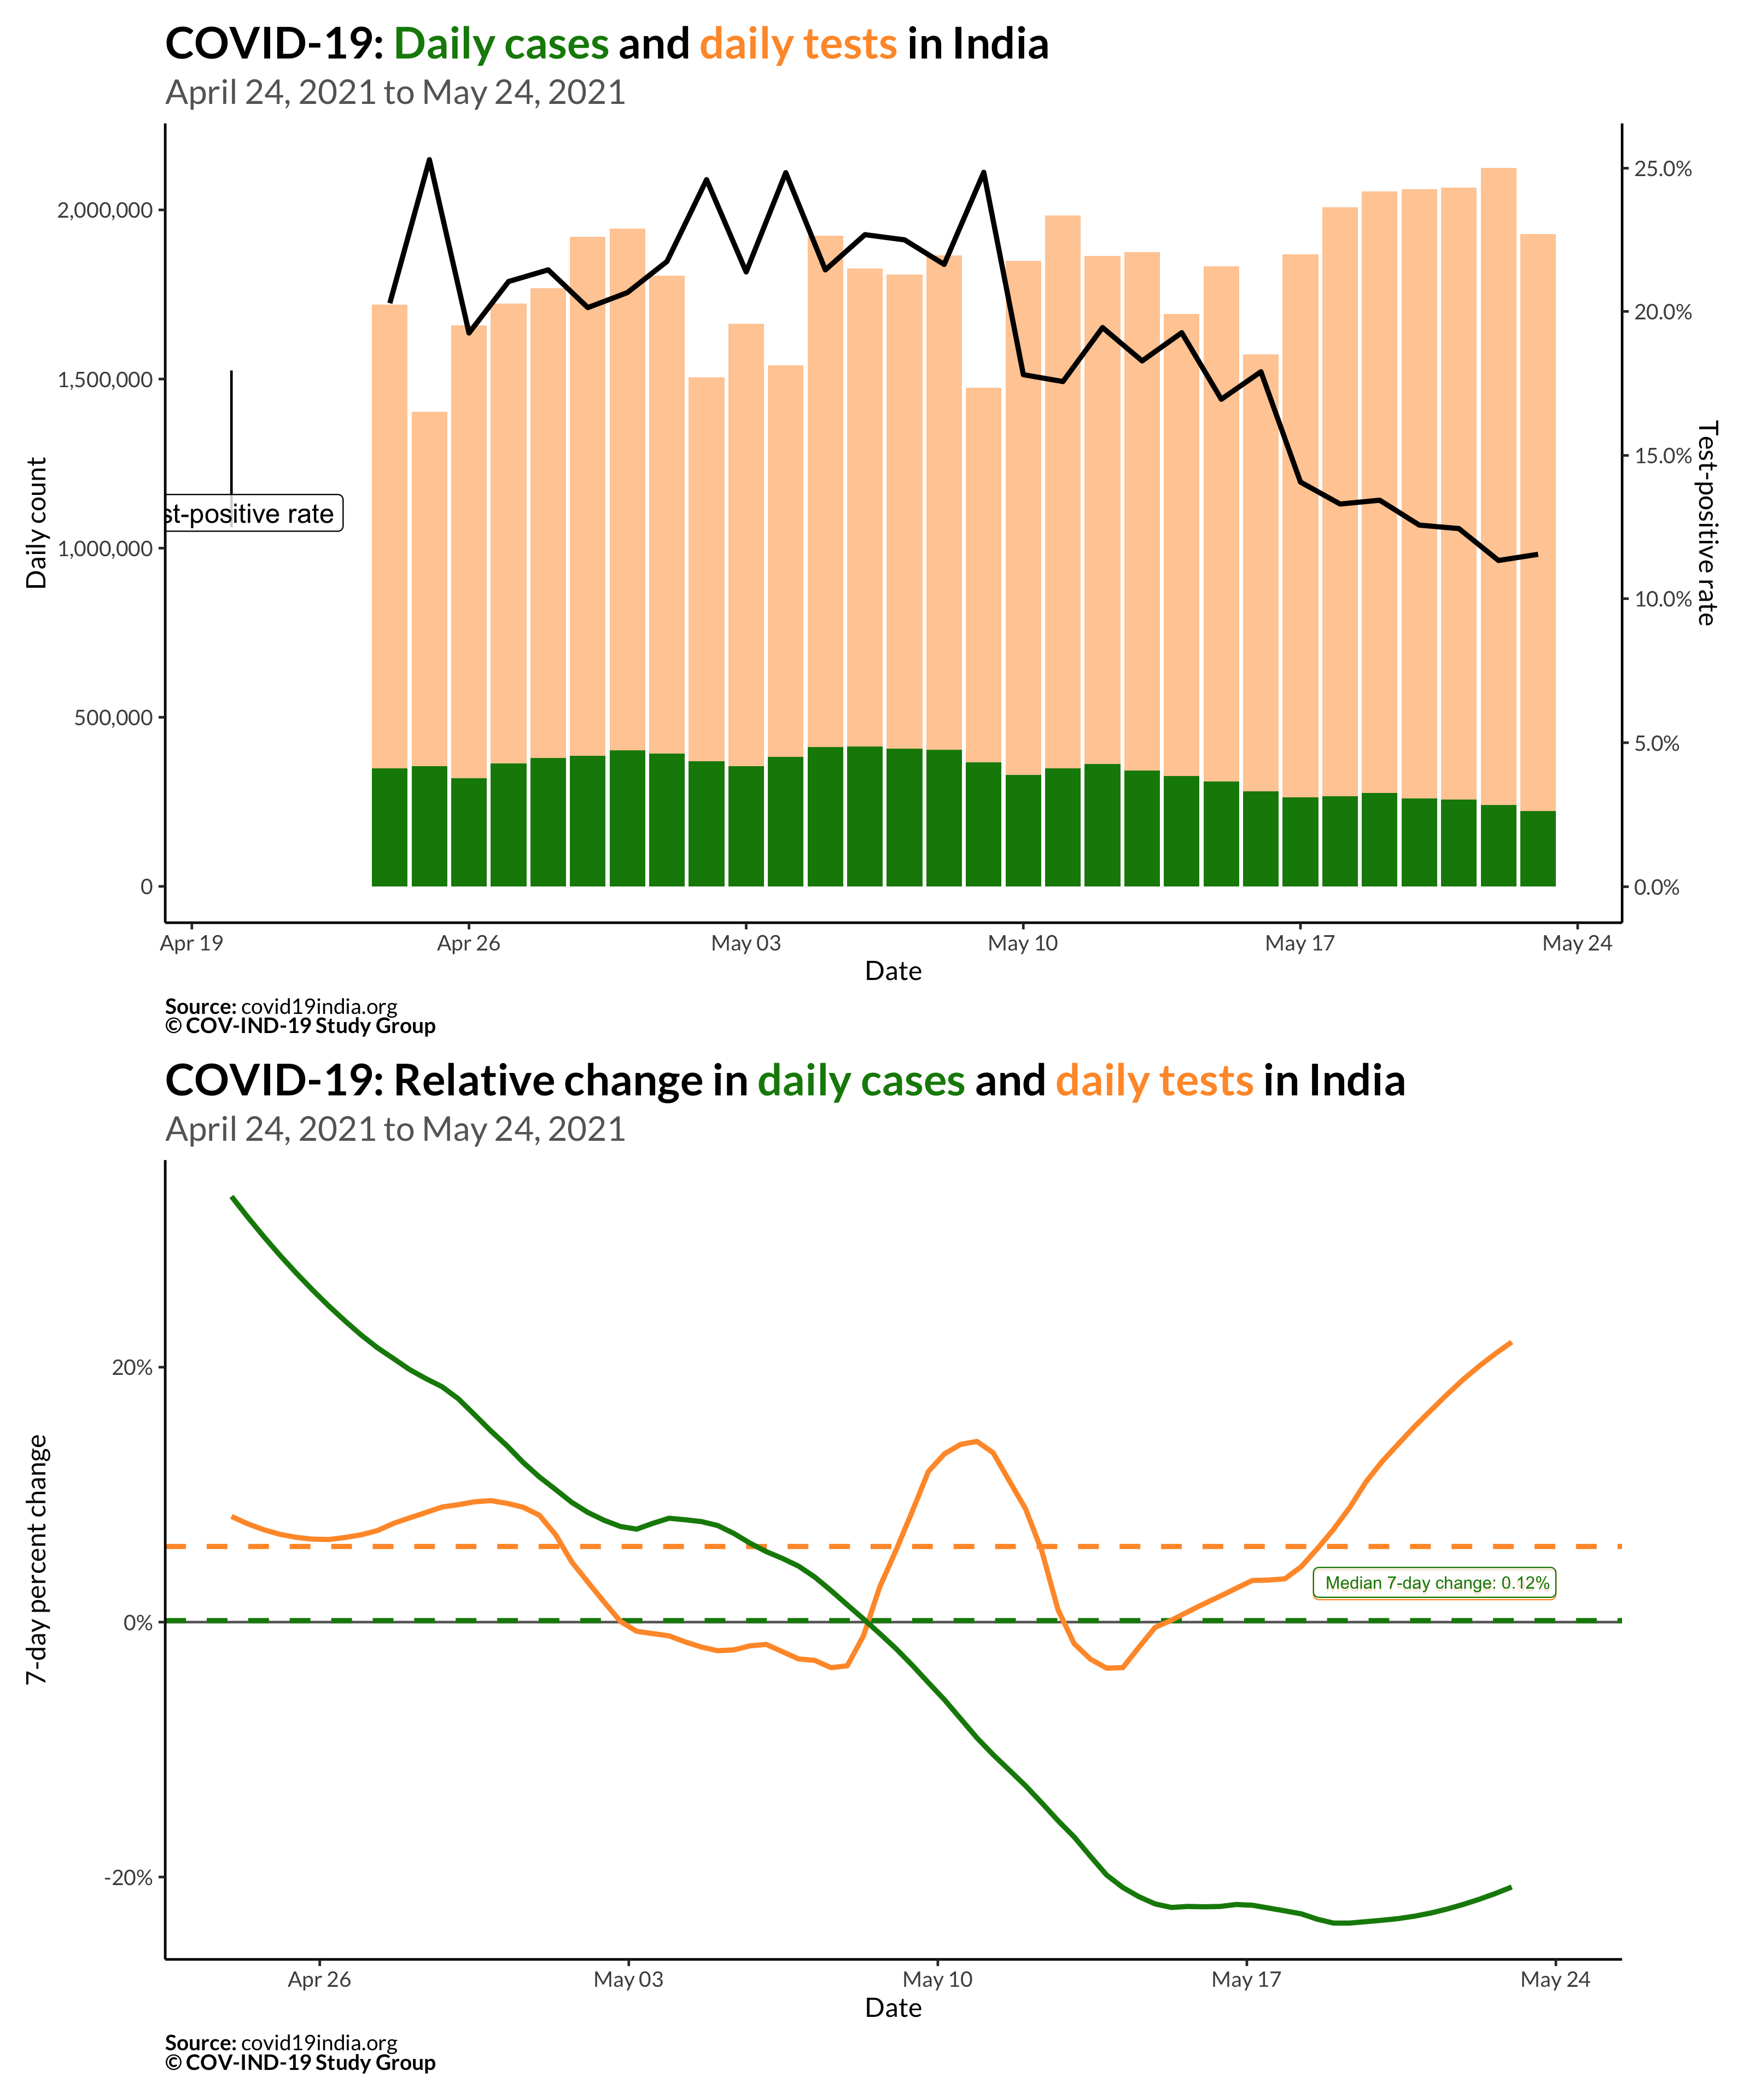 COVID-19: Daily cases and daily tests in India
April 24, 2021 to May 24, 2021
2,000,000
1,500,000
1,000,000
500,000
0
Daily count
25.0%
20.0%
15.0%
10.0%
5.0%
0.0%
Test-positive rate
st-positive rate
Apr 19
Apr 26
May 03
May 10
May 17
May 24
Date
Source: covid19india.org
© COV-IND-19 Study Group
COVID-19: Relative change in daily cases and daily tests in India
April 24, 2021 to May 24, 2021
20%
0%
-20%
7-day percent change
Median 7-day change: 0.12%
Apr 26
May 03
May 10
May 17
May 24
Date
Source: covid19india.org
© COV-IND-19 Study Group